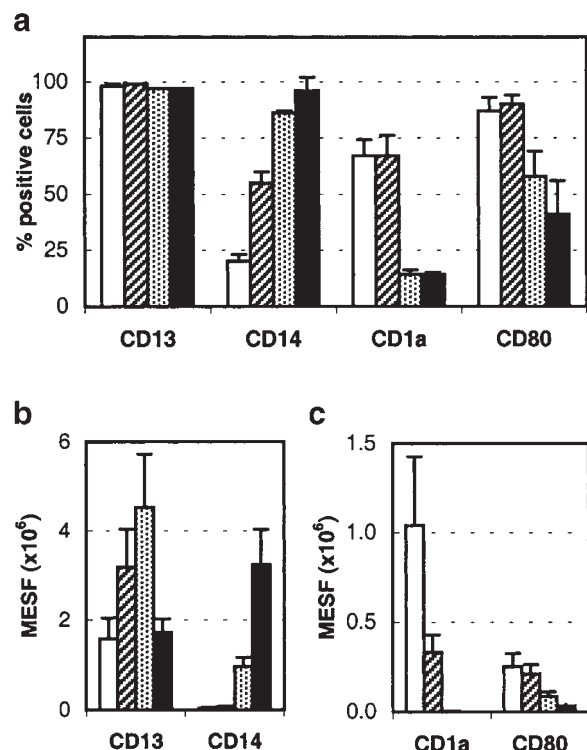 a
% positive cells
100
75
50
25
0
CD13 CD14 CD1a CD80
b
MESF (x10⁶)
6
4
2
0
CD13 CD14
c
MESF (x10⁶)
1.5
1.0
0.5
0.0
CD1a CD80